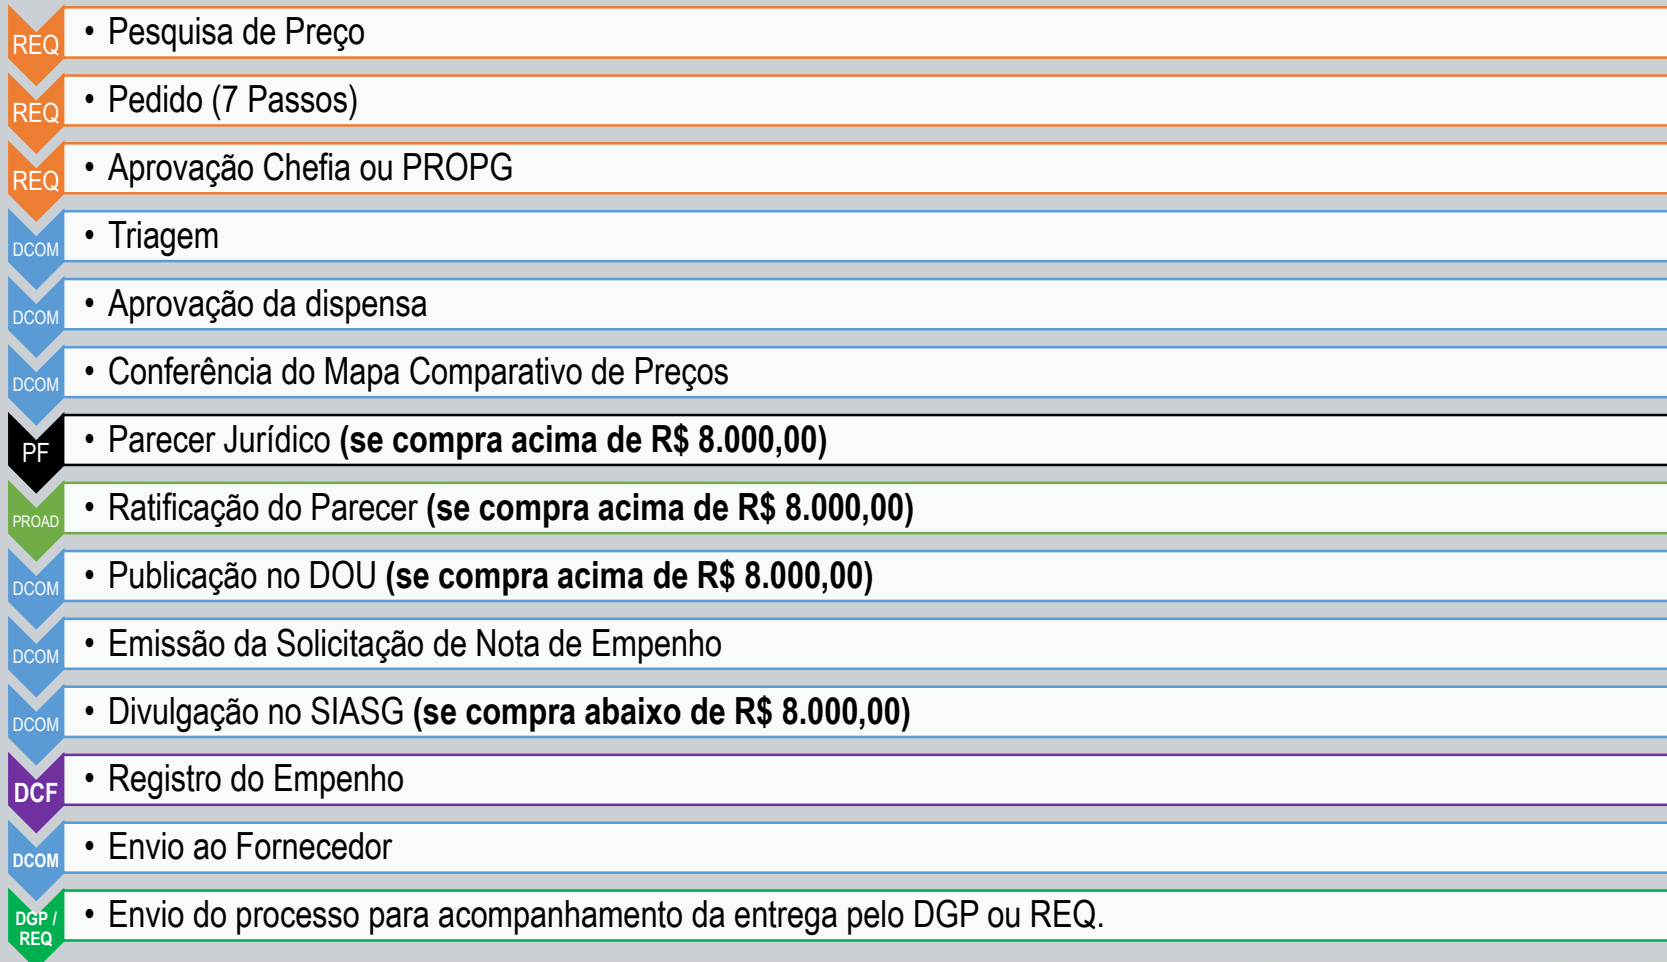 REQ
• Pesquisa de Preço
REQ
• Pedido (7 Passos)
REQ
• Aprovação Chefia ou PROPG
DCOM
• Triagem
DCOM
• Aprovação da dispensa
DCOM
• Conferência do Mapa Comparativo de Preços
PF
• Parecer Jurídico (se compra acima de R$ 8.000,00)
PROAD
• Ratificação do Parecer (se compra acima de R$ 8.000,00)
DCOM
• Publicação no DOU (se compra acima de R$ 8.000,00)
DCOM
• Emissão da Solicitação de Nota de Empenho
DCOM
• Divulgação no SIASG (se compra abaixo de R$ 8.000,00)
DCF
• Registro do Empenho
DCOM
• Envio ao Fornecedor
DGP /
REQ
• Envio do processo para acompanhamento da entrega pelo DGP ou REQ.